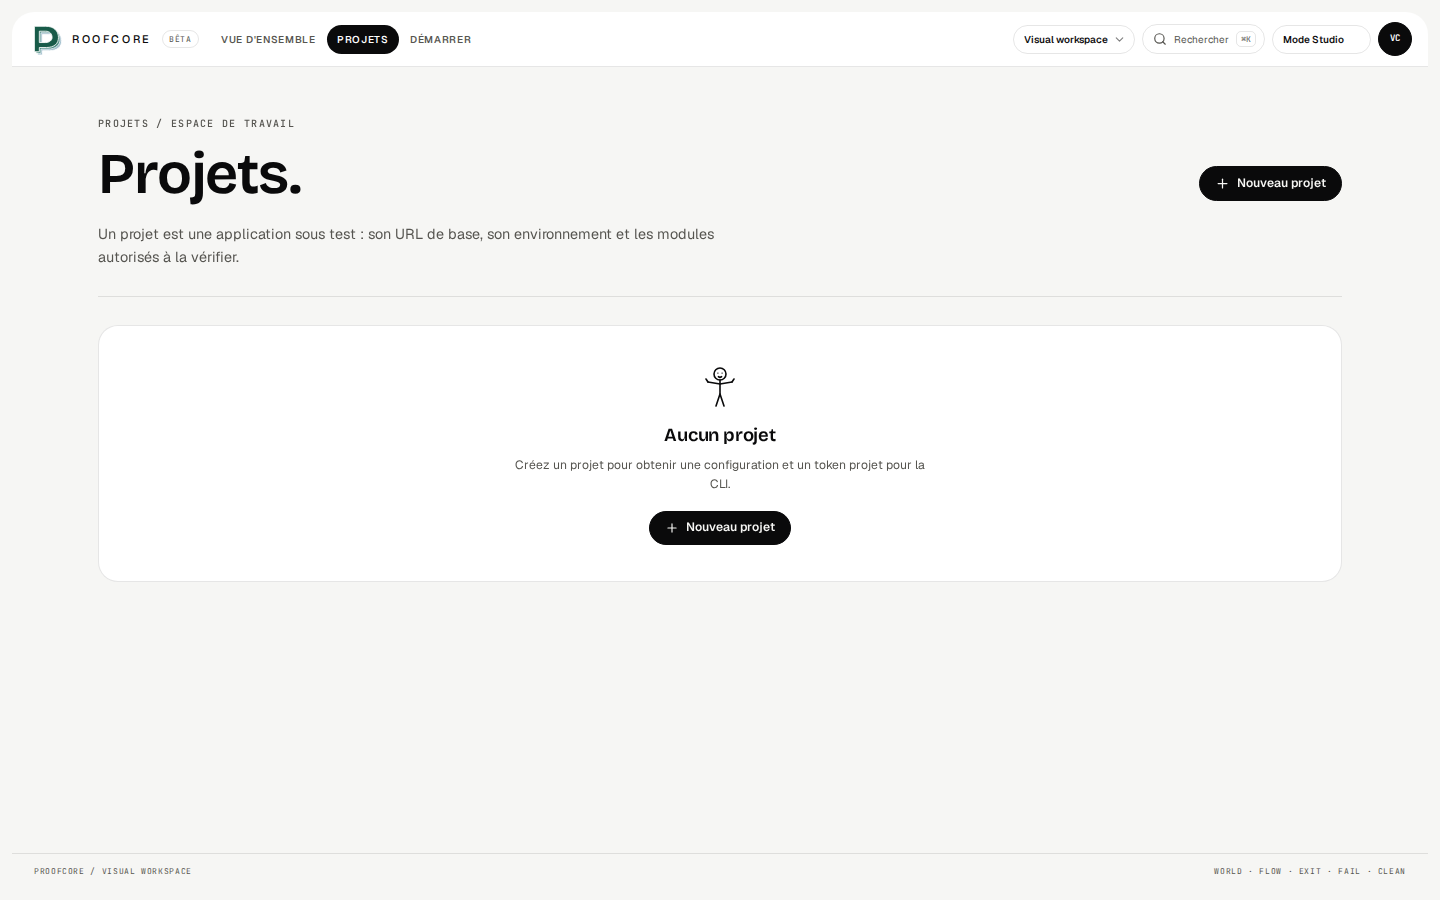 ROOFCORE BÊTA VUE D'ENSEMBLE PROJETS DÉMARRER Visual workspace Rechercher ⌘K Mode Studio VC
PROJETS / ESPACE DE TRAVAIL
Projets.
Nouveau projet
Un projet est une application sous test : son URL de base, son environnement et les modules
autorisés à la vérifier.
Aucun projet
Créez un projet pour obtenir une configuration et un token projet pour la
CLI.
Nouveau projet
PROOFCORE / VISUAL WORKSPACE WORLD · FLOW · EXIT · FAIL · CLEAN